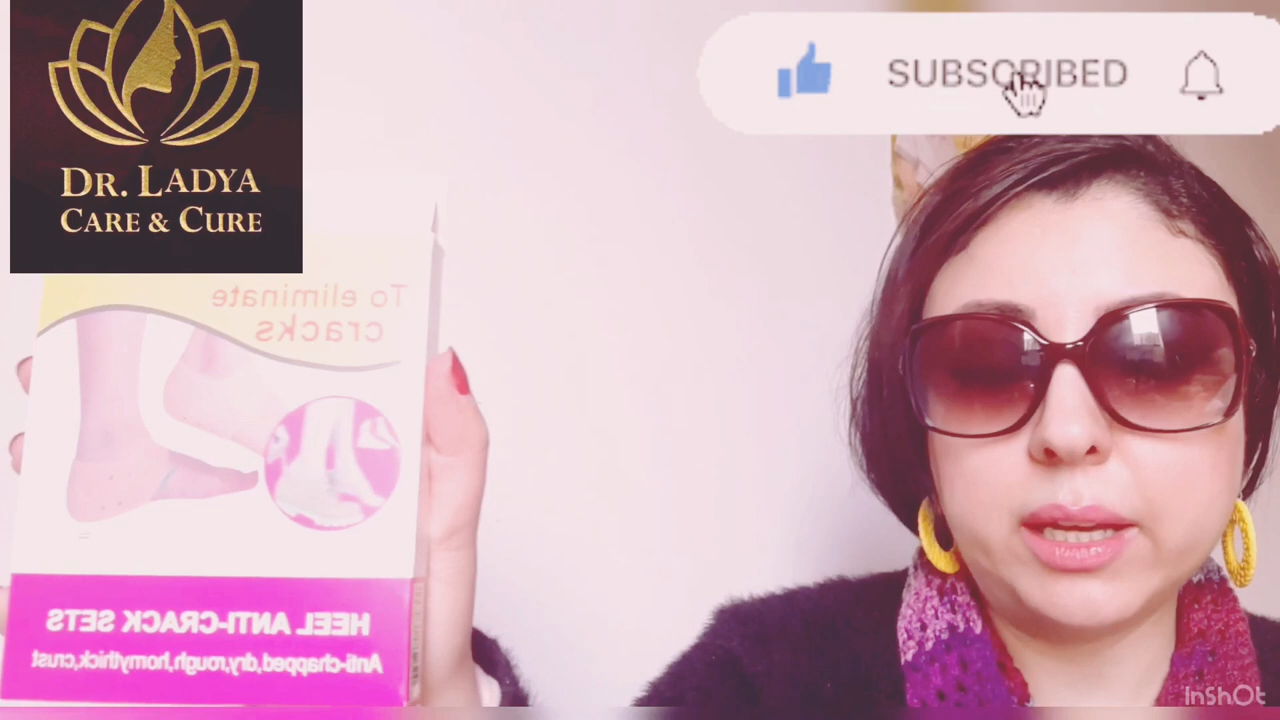 SUBSCRIBED
DR. LADYA
CARE & CURE
To eliminate
cracks
HEEL ANTI-CRACK SETS
Anti-chapped,dry,rough,hornythick,crust
InShOt